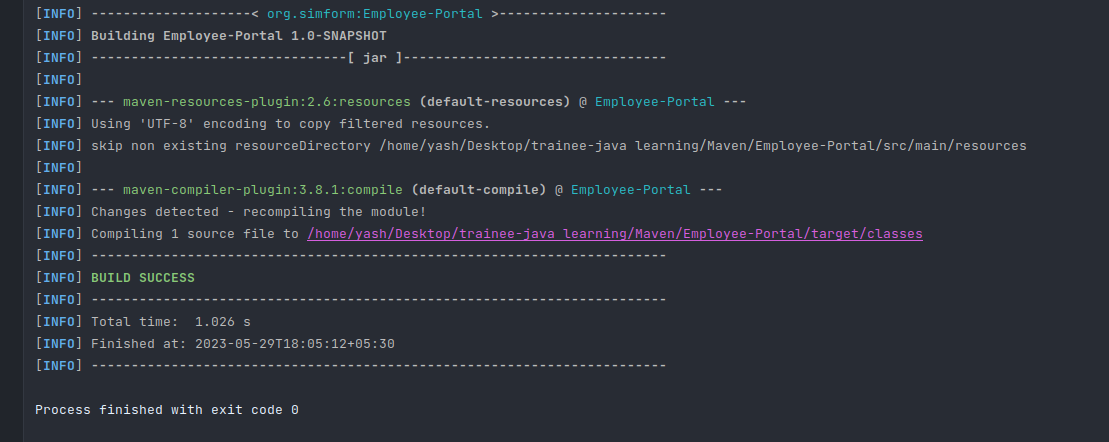 [INFO] --------------------< org.simform:Employee-Portal >---------------------
[INFO] Building Employee-Portal 1.0-SNAPSHOT
[INFO] --------------------------------[ jar ]---------------------------------
[INFO]
[INFO] --- maven-resources-plugin:2.6:resources (default-resources) @ Employee-Portal ---
[INFO] Using 'UTF-8' encoding to copy filtered resources.
[INFO] skip non existing resourceDirectory /home/yash/Desktop/trainee-java learning/Maven/Employee-Portal/src/main/resources
[INFO]
[INFO] --- maven-compiler-plugin:3.8.1:compile (default-compile) @ Employee-Portal ---
[INFO] Changes detected - recompiling the module!
[INFO] Compiling 1 source file to /home/yash/Desktop/trainee-java learning/Maven/Employee-Portal/target/classes
[INFO] ------------------------------------------------------------------------
[INFO] BUILD SUCCESS
[INFO] ------------------------------------------------------------------------
[INFO] Total time:  1.026 s
[INFO] Finished at: 2023-05-29T18:05:12+05:30
[INFO] ------------------------------------------------------------------------
Process finished with exit code 0